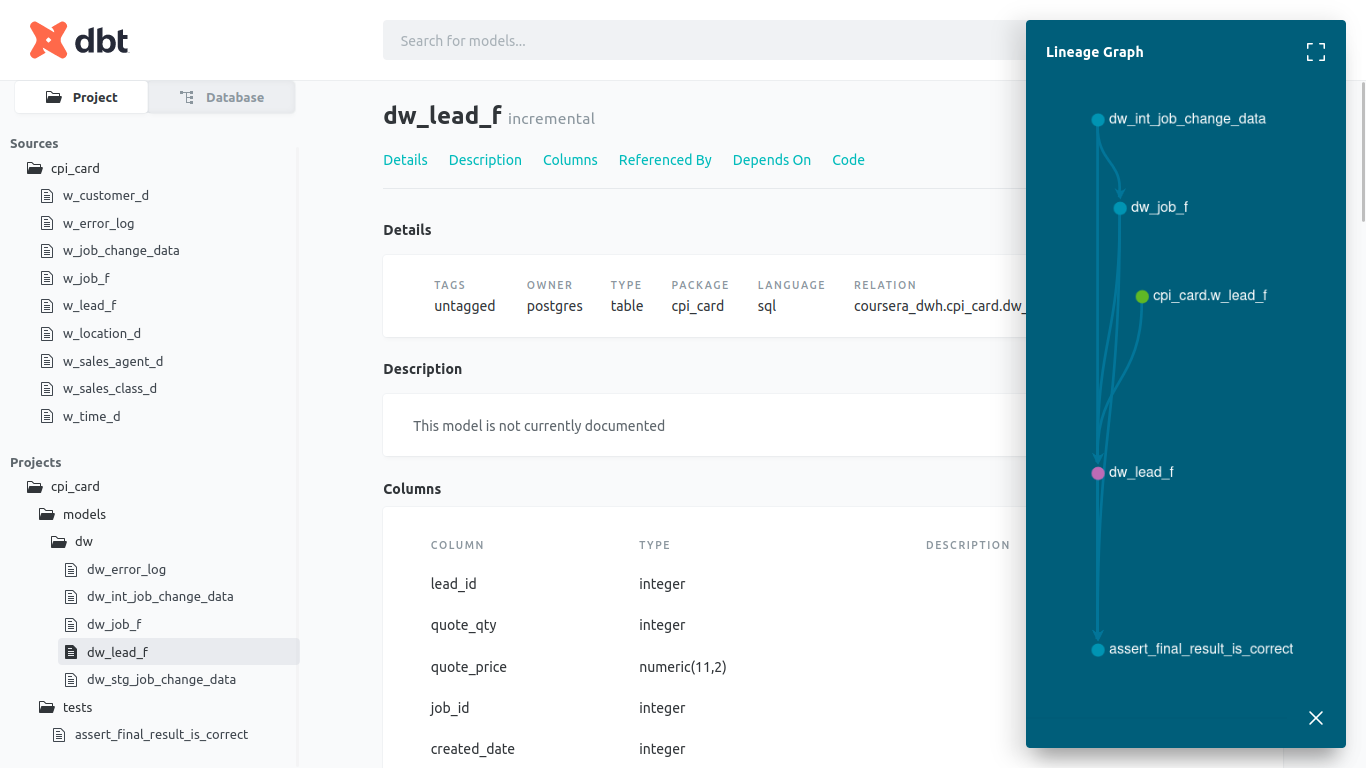 dbt
Search for models...
Project
Database
Sources
cpi_card
w_customer_d
w_error_log
w_job_change_data
w_job_f
w_lead_f
w_location_d
w_sales_agent_d
w_sales_class_d
w_time_d
Projects
cpi_card
models
dw
dw_error_log
dw_int_job_change_data
dw_job_f
dw_lead_f
dw_stg_job_change_data
tests
assert_final_result_is_correct
dw_lead_f incremental
Details Description Columns Referenced By Depends On Code
Details
TAGS OWNER TYPE PACKAGE LANGUAGE RELATION
untagged postgres table cpi_card sql coursera_dwh.cpi_card.dw_
Description
This model is not currently documented
Columns
COLUMN TYPE DESCRIPTION
lead_id integer
quote_qty integer
quote_price numeric(11,2)
job_id integer
created_date integer
Lineage Graph
dw_int_job_change_data
dw_job_f
cpi_card.w_lead_f
dw_lead_f
assert_final_result_is_correct